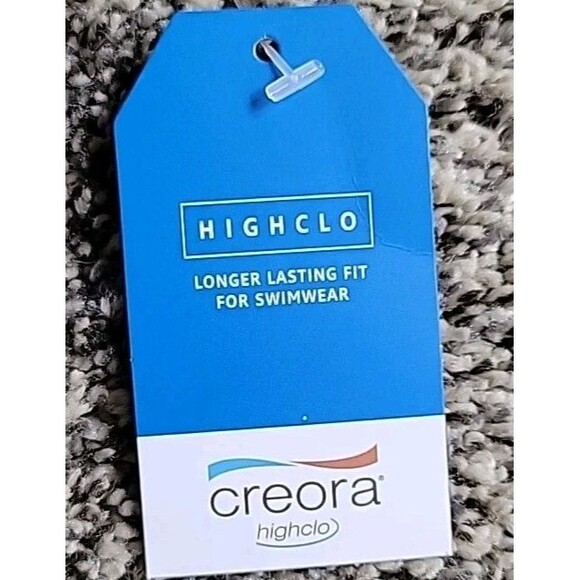 HIGHCLO
LONGER LASTING FIT
FOR SWIMWEAR
creora®
highclo